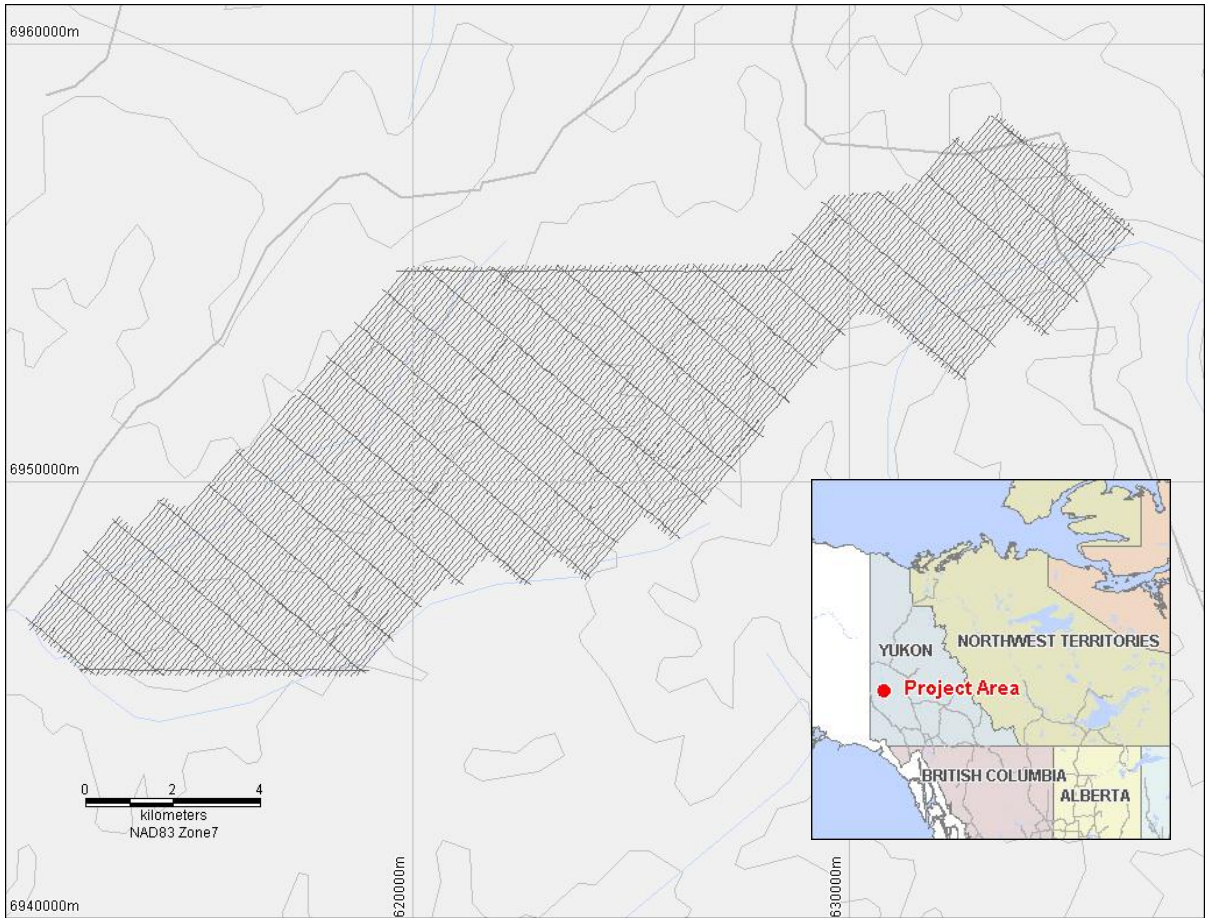 6960000m
6950000m
NORTHWEST TERRITORIES
YUKON
Project Area
BRITISH COLUMBIA
ALBERTA
0 2 4
kilometers
NAD83 Zone7
6940000m
620000m
630000m